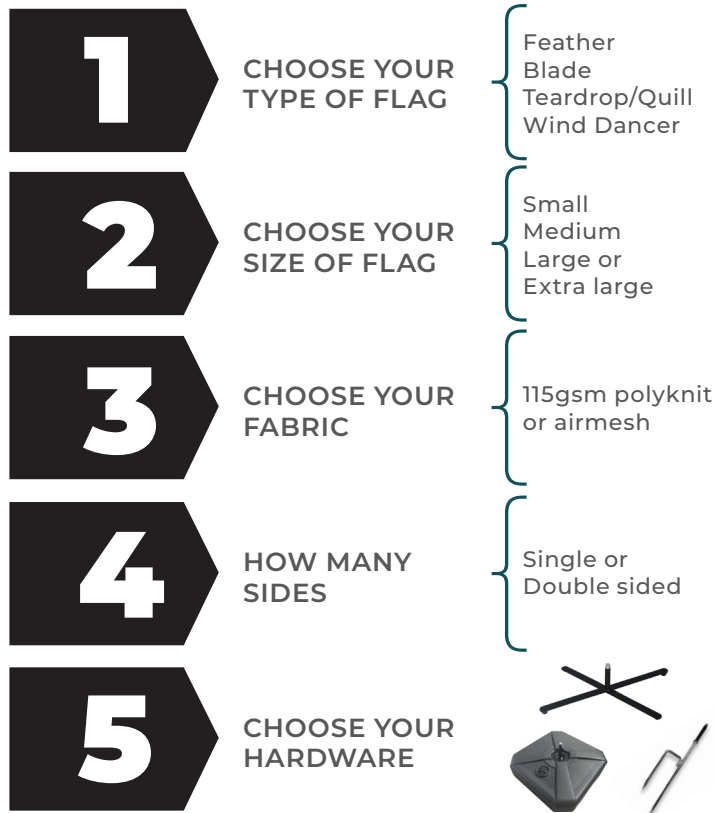 1
CHOOSE YOUR
TYPE OF FLAG
Feather
Blade
Teardrop/Quill
Wind Dancer
2
CHOOSE YOUR
SIZE OF FLAG
Small
Medium
Large or
Extra large
3
CHOOSE YOUR
FABRIC
115gsm polyknit
or airmesh
4
HOW MANY
SIDES
Single or
Double sided
5
CHOOSE YOUR
HARDWARE